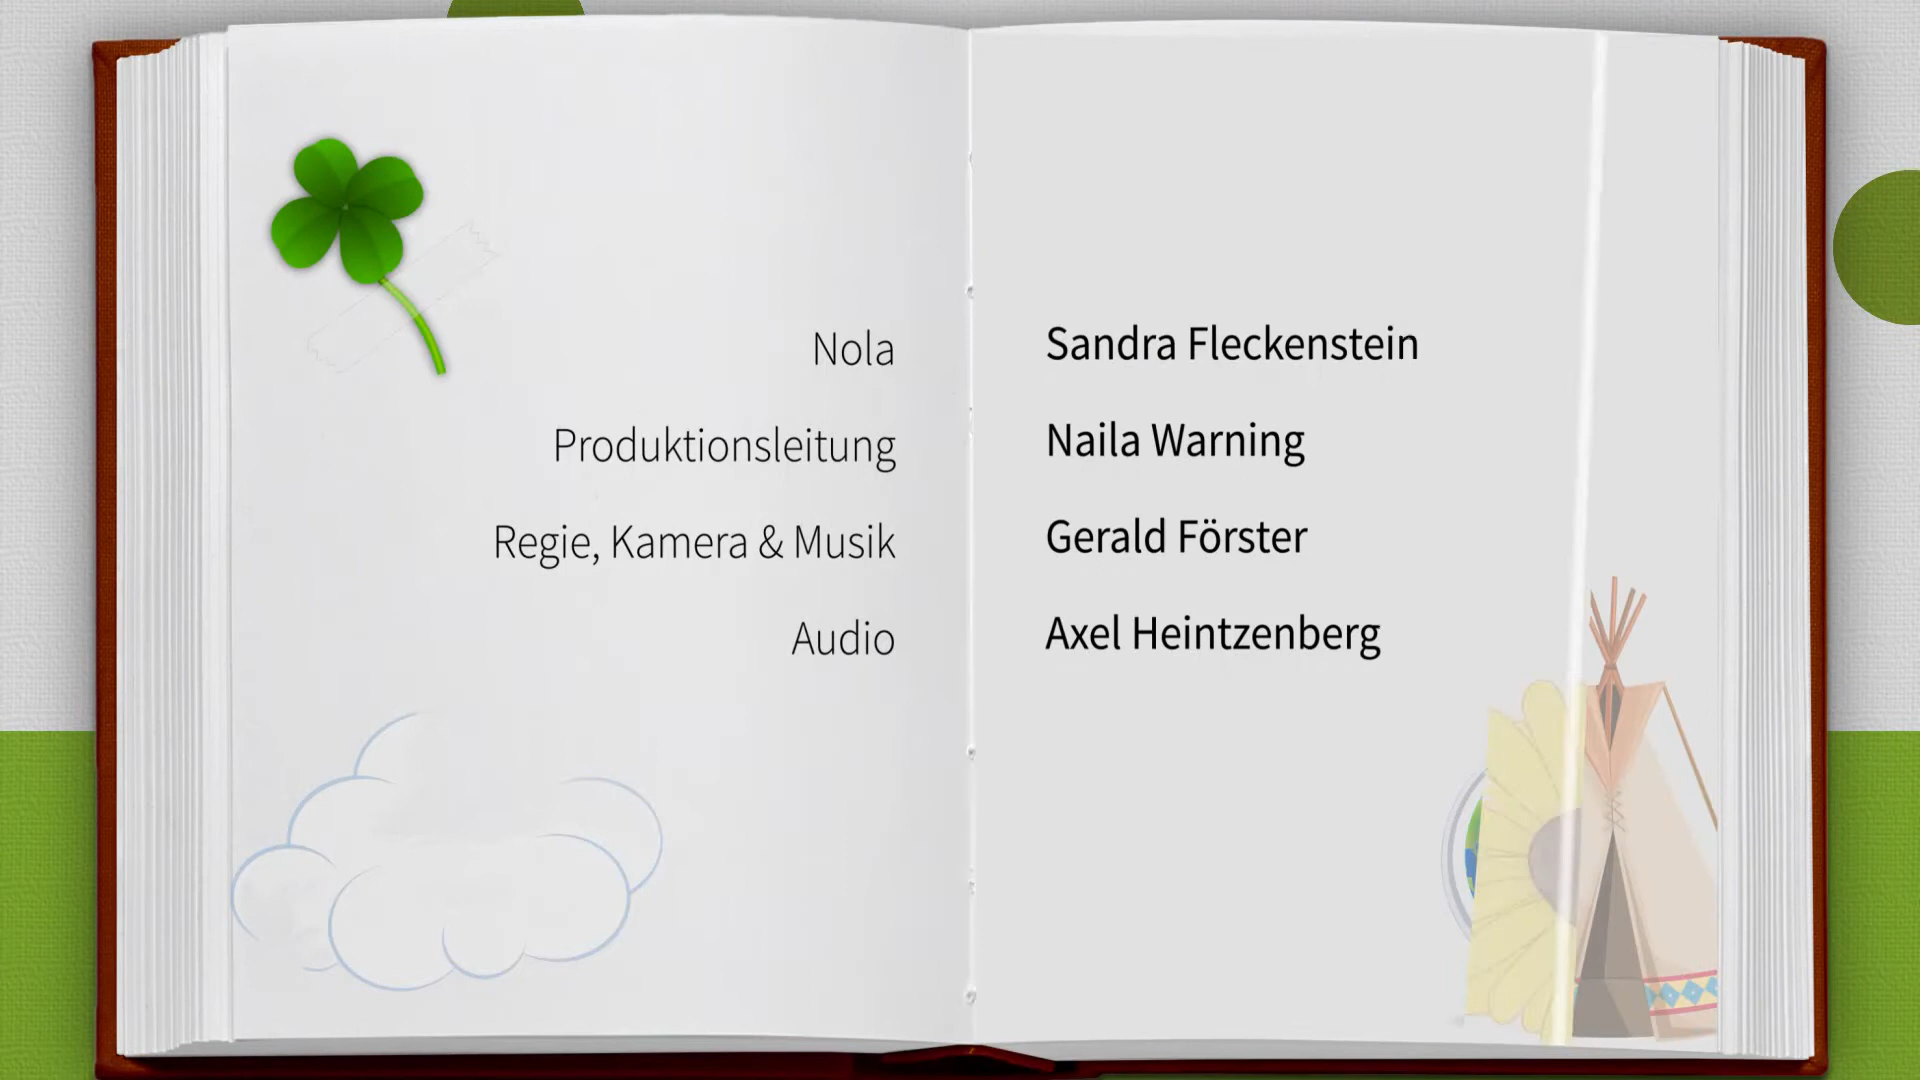 Nola Sandra Fleckenstein
Produktionsleitung Naila Warning
Regie, Kamera & Musik Gerald Förster
Audio Axel Heintzenberg